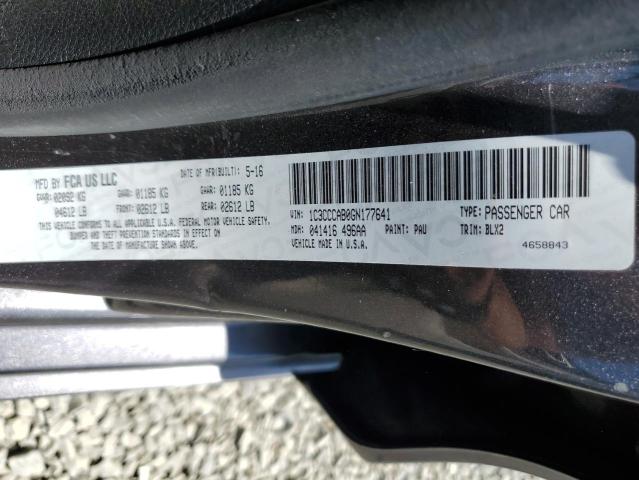 MFD BY FCA US LLC DATE OF MFR(BUILT): 5-16
GVWR: 02092 KG GAWR: 01185 KG GAWR: 01185 KG
04612 LB FRONT: 02612 LB REAR: 02612 LB
THIS VEHICLE CONFORMS TO ALL APPLICABLE FEDERAL MOTOR VEHICLE SAFETY,
BUMPER AND THEFT PREVENTION STANDARDS IN EFFECT ON
THE DATE OF MANUFACTURE SHOWN ABOVE.
VIN: 1C3CCCAB0GN177641 TYPE: PASSENGER CAR
MDH: 041416 496AA PAINT: PAU TRIM: BLX2
MADE IN U.S.A. 4658843